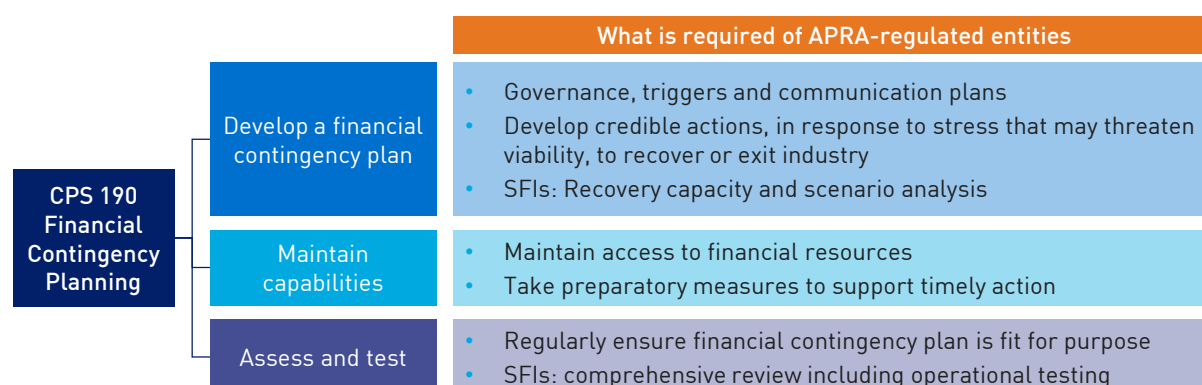 What is required of APRA-regulated entities
CPS 190
Financial
Contingency
Planning
Develop a financial
contingency plan
• Governance, triggers and communication plans
• Develop credible actions, in response to stress that may threaten
viability, to recover or exit industry
• SFIs: Recovery capacity and scenario analysis
Maintain
capabilities
• Maintain access to financial resources
• Take preparatory measures to support timely action
Assess and test
• Regularly ensure financial contingency plan is fit for purpose
• SFIs: comprehensive review including operational testing